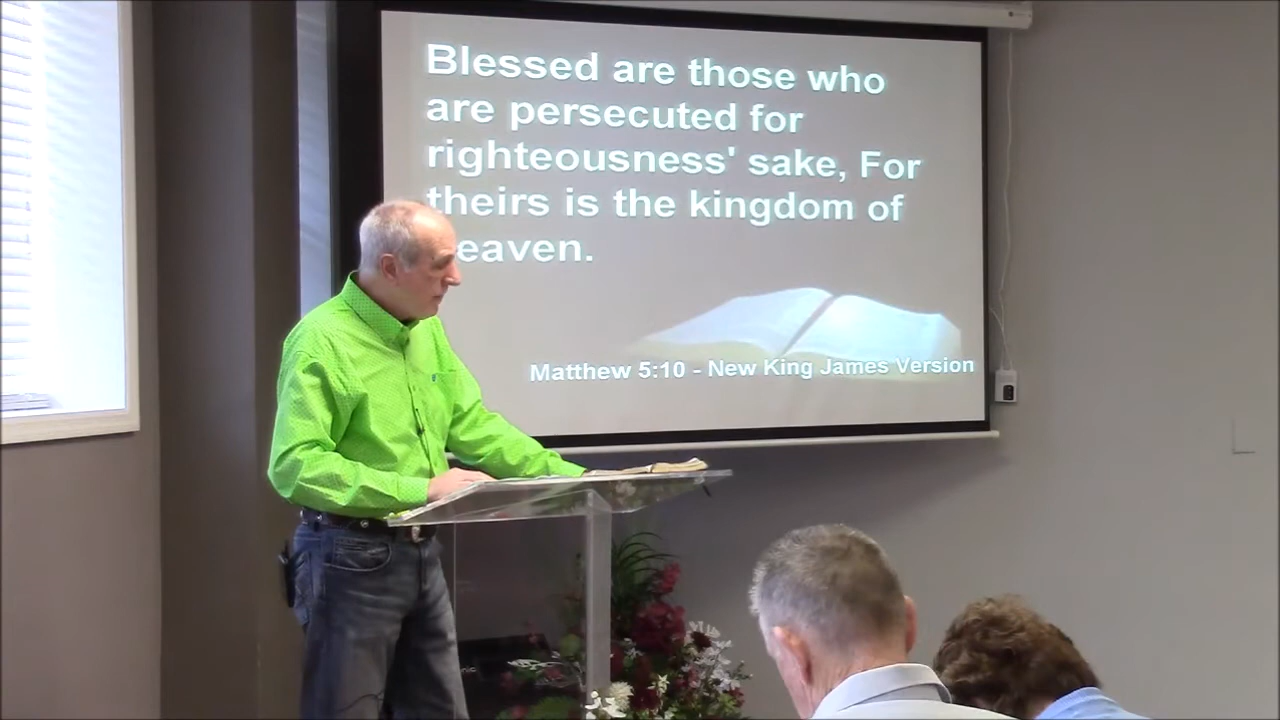 Blessed are those who
are persecuted for
righteousness' sake, For
theirs is the kingdom of
eaven.
Matthew 5:10 - New King James Version